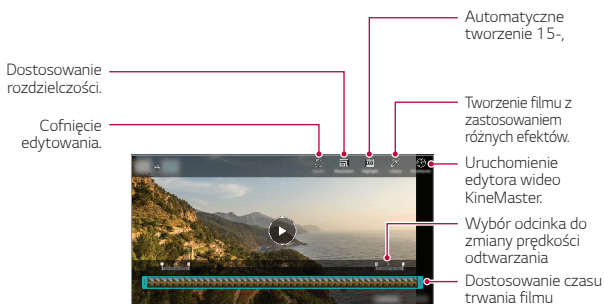 Automatyczne
tworzenie 15-,
Dostosowanie
rozdzielczości.
Tworzenie filmu z
zastosowaniem
różnych efektów.
Cofnięcie
edytowania.
Uruchomienie
edytora wideo
KineMaster.
Wybór odcinka do
zmiany prędkości
odtwarzania
Dostosowanie czasu
trwania filmu